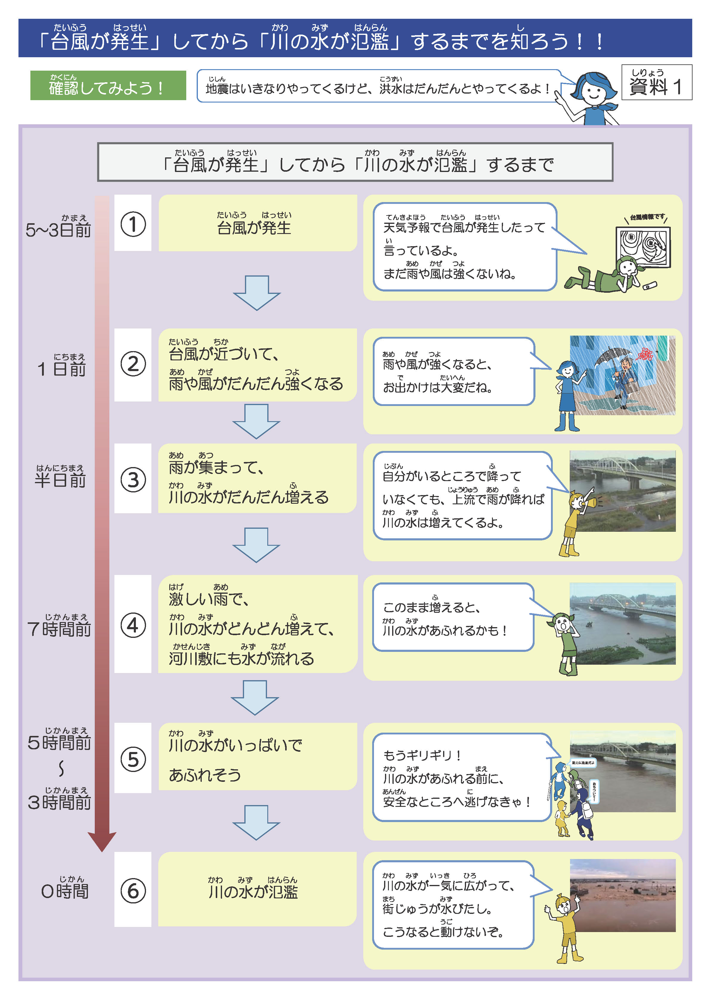 「台風が発生」してから「川の水が氾濫」するまでを知ろう！！
確認してみよう！
地震はいきなりやってくるけど、洪水はだんだんとやってくるよ！
資料１
「台風が発生」してから「川の水が氾濫」するまで
5～3日前
①
台風が発生
天気予報で台風が発生したって
言っているよ。
まだ雨や風は強くないね。
台風情報です
１日前
②
台風が近づいて、
雨や風がだんだん強くなる
雨や風が強くなると、
お出かけは大変だね。
半日前
③
雨が集まって、
川の水がだんだん増える
自分がいるところで降って
いなくても、上流で雨が降れば
川の水は増えてくるよ。
７時間前
④
激しい雨で、
川の水がどんどん増えて、
河川敷にも水が流れる
このまま増えると、
川の水があふれるかも！
５時間前
～
３時間前
⑤
川の水がいっぱいで
あふれそう
もうギリギリ！
川の水があふれる前に、
安全なところへ逃げなきゃ！
足元に注意だよ
おちついてー
０時間
⑥
川の水が氾濫
川の水が一気に広がって、
街じゅうが水びたし。
こうなると動けないぞ。